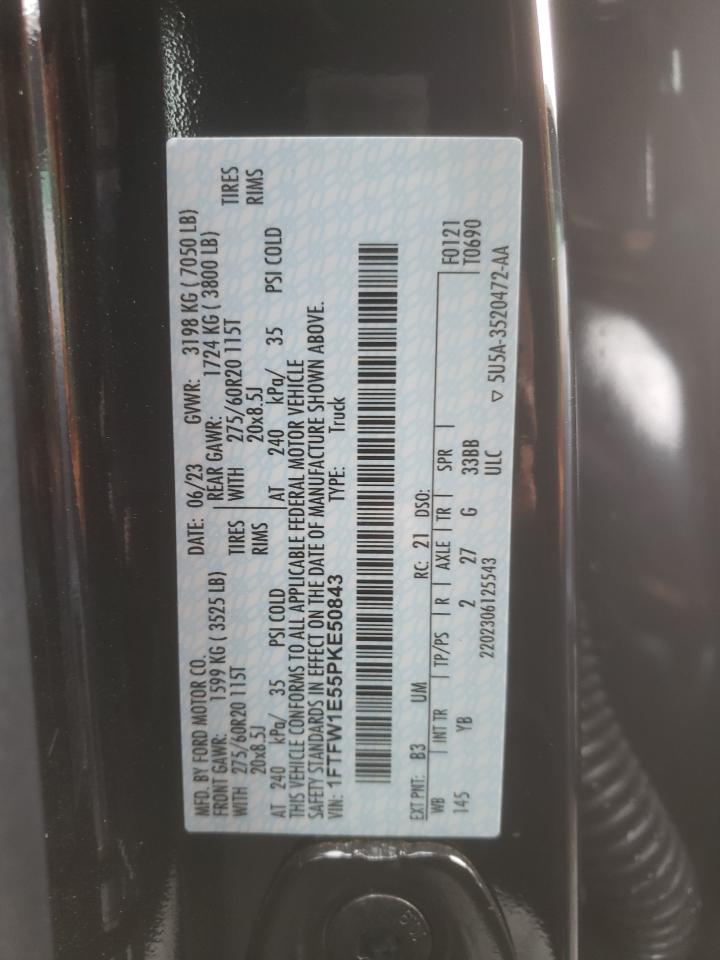 MFD. BY FORD MOTOR CO.
DATE: 06/23 GVWR: 3198 KG ( 7050 LB)
FRONT GAWR: 1599 KG ( 3525 LB)
REAR GAWR: 1724 KG ( 3800 LB)
WITH 275/60R20 115T TIRES
WITH 275/60R20 115T TIRES
20x8.5J RIMS
20x8.5J RIMS
AT 240 kPa/ 35 PSI COLD
AT 240 kPa/ 35 PSI COLD
THIS VEHICLE CONFORMS TO ALL APPLICABLE FEDERAL MOTOR VEHICLE
SAFETY STANDARDS IN EFFECT ON THE DATE OF MANUFACTURE SHOWN ABOVE.
VIN: 1FTFW1E55PKE50843 TYPE: Truck
EXT PNT: B3 UM RC: 21 DSO: F0121
WB INT TR TP/PS R AXLE TR SPR T0690
145 YB 2 27 G 33BB
2202306125543 ULC ▽ 5U5A-3520472-AA